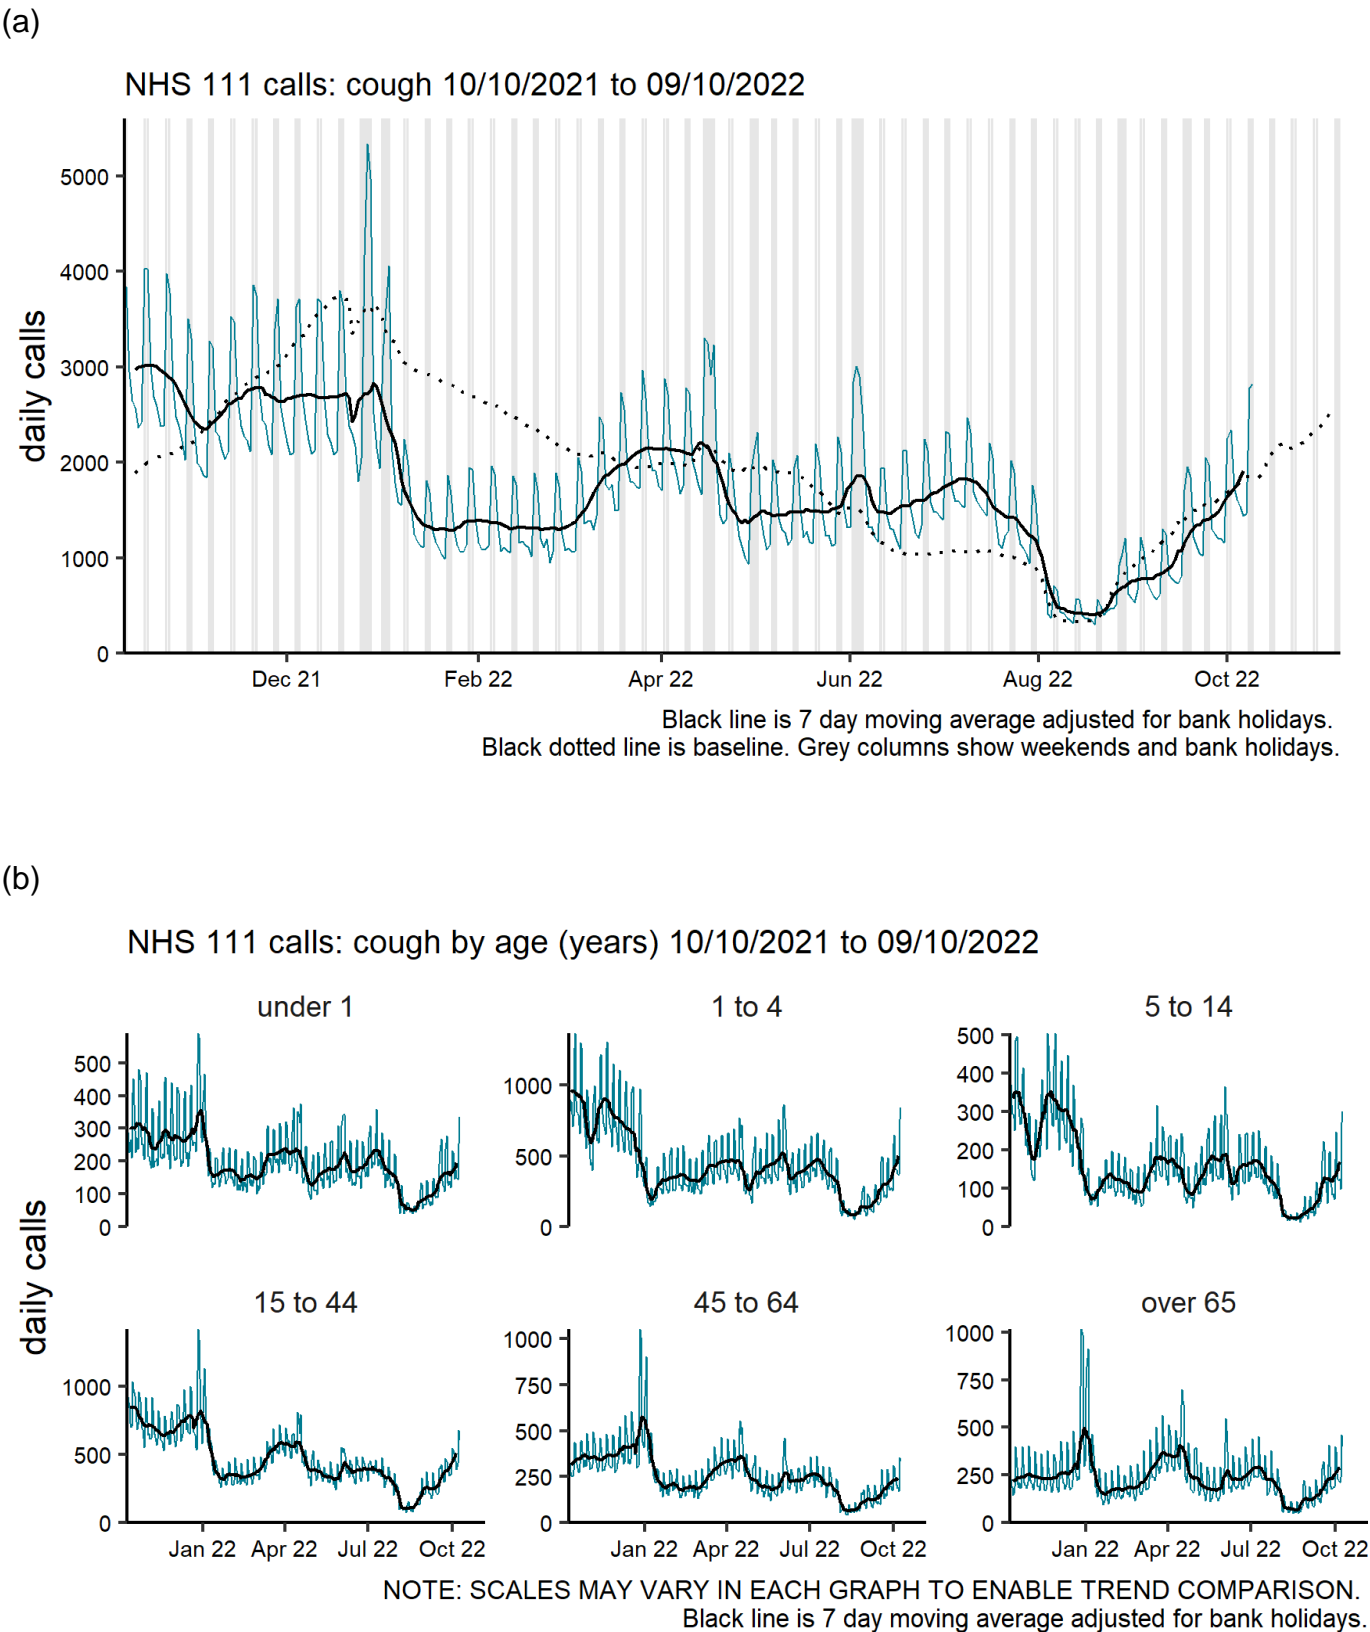 (a)
NHS 111 calls: cough 10/10/2021 to 09/10/2022
daily calls
5000
4000
3000
2000
1000
0
Dec 21 Feb 22 Apr 22 Jun 22 Aug 22 Oct 22
Black line is 7 day moving average adjusted for bank holidays.
Black dotted line is baseline. Grey columns show weekends and bank holidays.
(b)
NHS 111 calls: cough by age (years) 10/10/2021 to 09/10/2022
daily calls
under 1
500
400
300
200
100
0
1 to 4
1000
500
0
5 to 14
500
400
300
200
100
0
15 to 44
1000
500
0
Jan 22 Apr 22 Jul 22 Oct 22
45 to 64
1000
750
500
250
0
Jan 22 Apr 22 Jul 22 Oct 22
over 65
1000
750
500
250
0
Jan 22 Apr 22 Jul 22 Oct 22
NOTE: SCALES MAY VARY IN EACH GRAPH TO ENABLE TREND COMPARISON.
Black line is 7 day moving average adjusted for bank holidays.